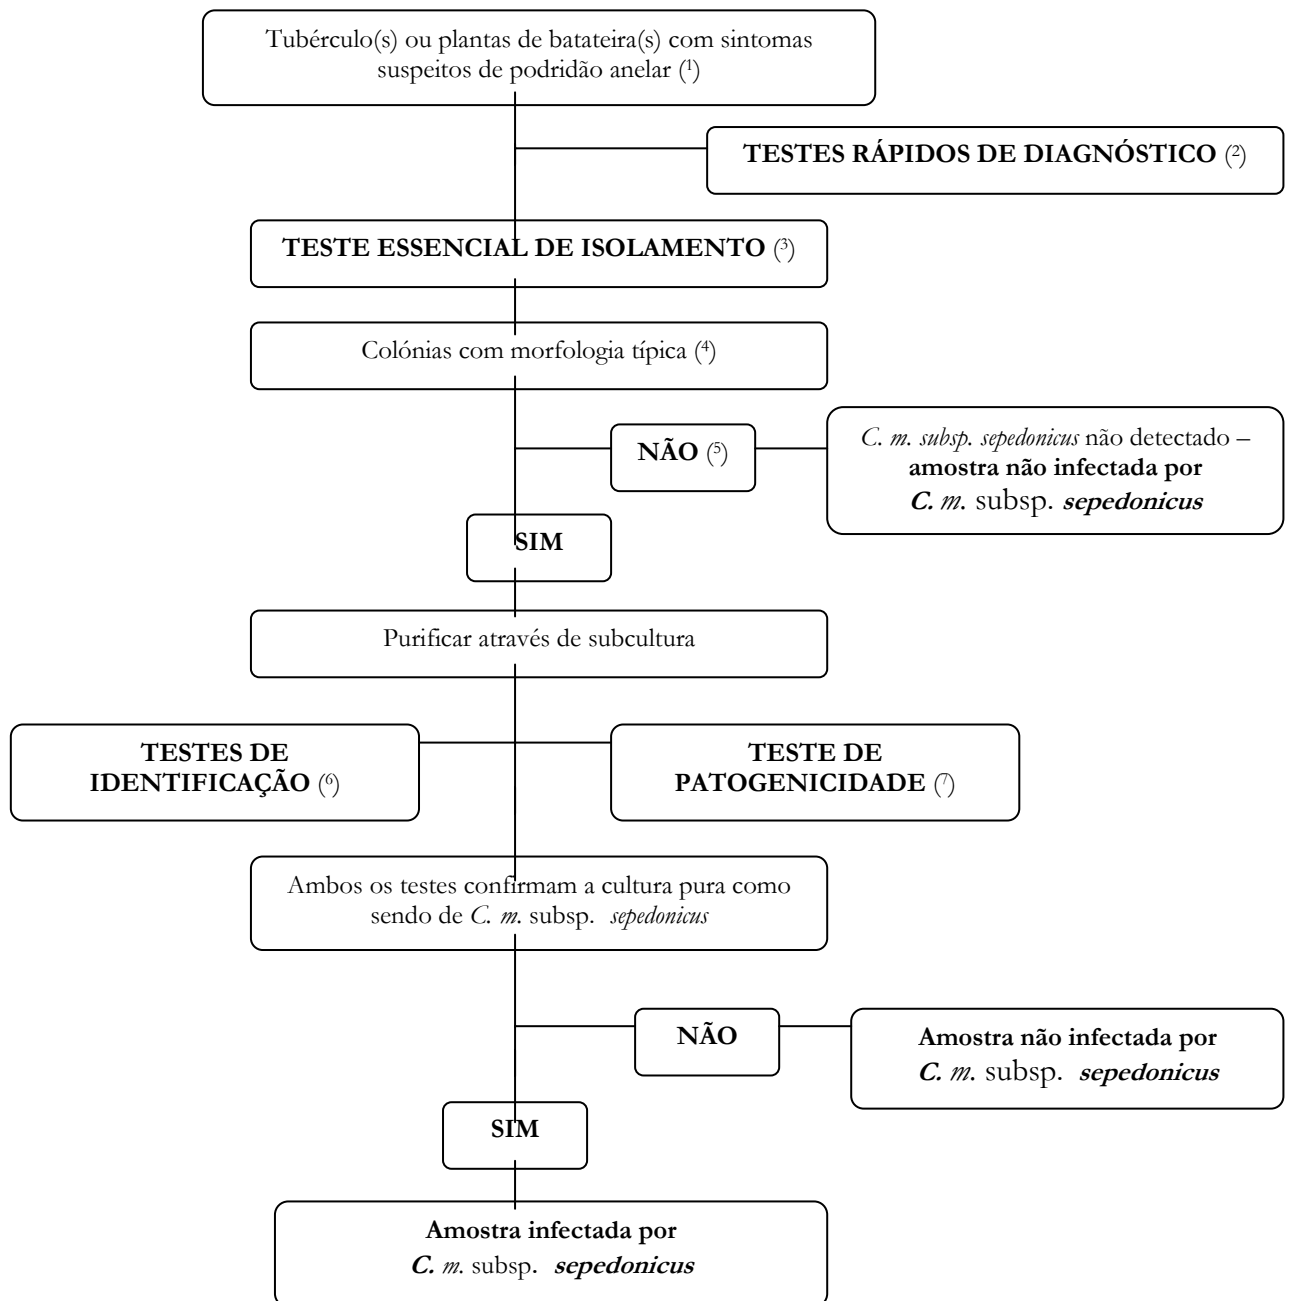 Tubérculo(s) ou plantas de batateira(s) com sintomas
suspeitos de podridão anelar (1)
TESTES RÁPIDOS DE DIAGNÓSTICO (2)
TESTE ESSENCIAL DE ISOLAMENTO (3)
Colónias com morfologia típica (4)
NÃO (5)
C. m. subsp. sepedonicus não detectado –
amostra não infectada por
C. m. subsp. sepedonicus
SIM
Purificar através de subcultura
TESTES DE
IDENTIFICAÇÃO (6)
TESTE DE
PATOGENICIDADE (7)
Ambos os testes confirmam a cultura pura como
sendo de C. m. subsp. sepedonicus
NÃO
Amostra não infectada por
C. m. subsp. sepedonicus
SIM
Amostra infectada por
C. m. subsp. sepedonicus